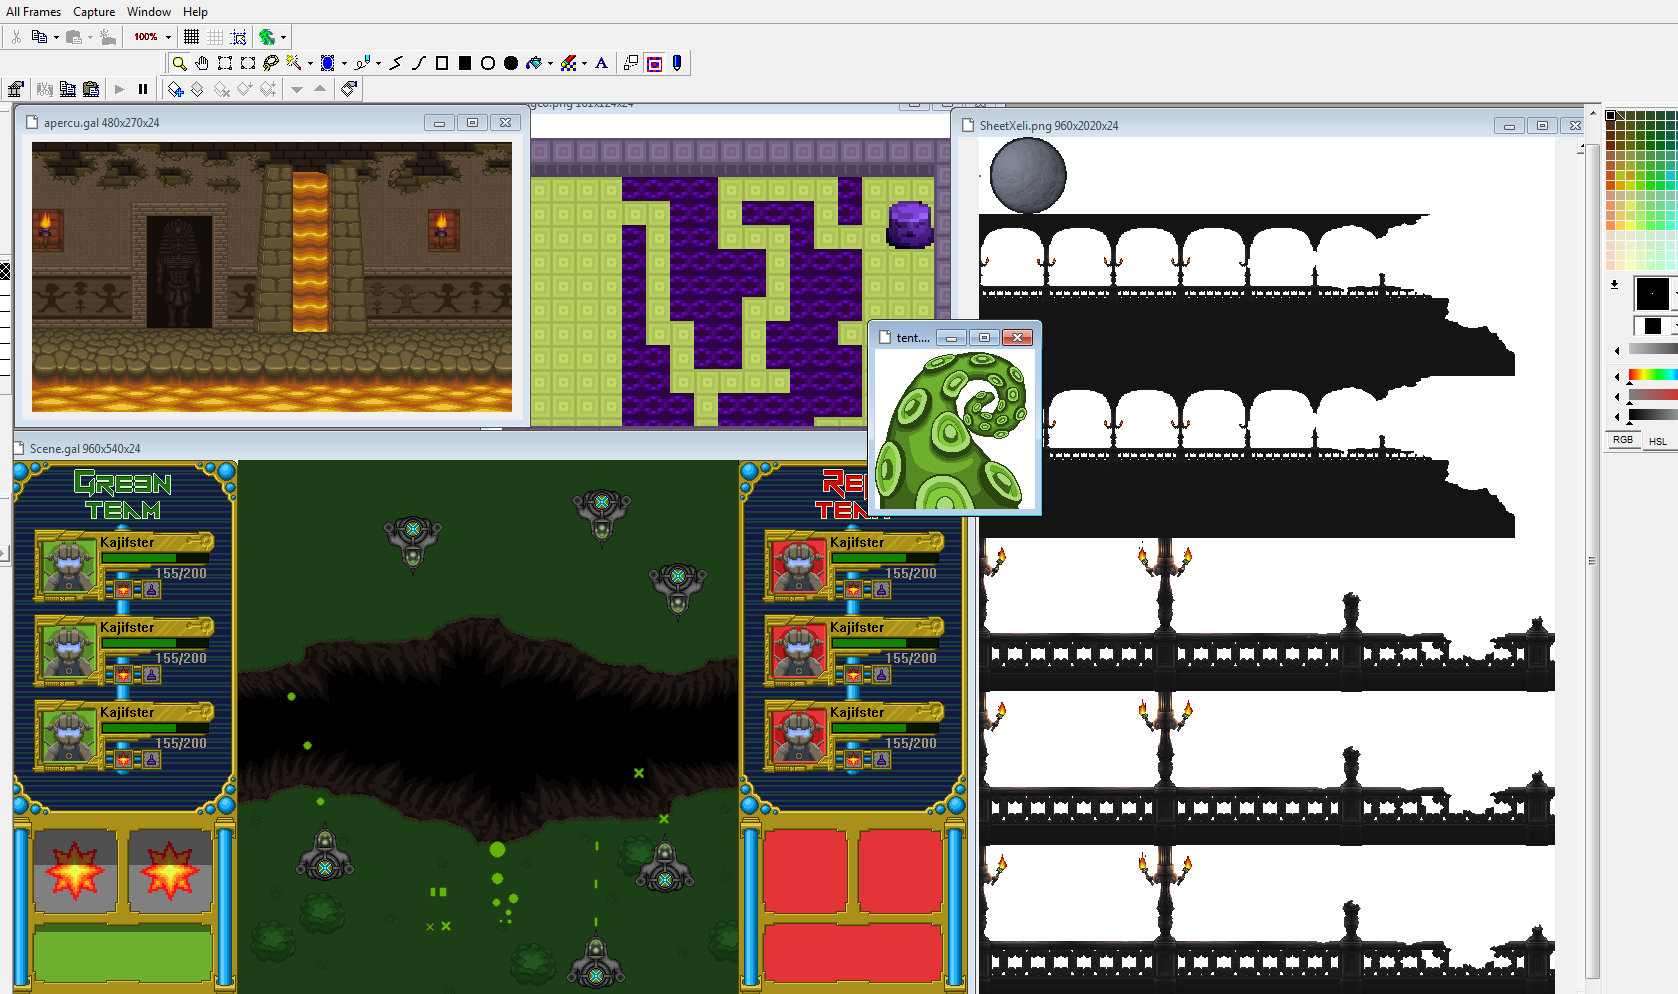 All Frames Capture Window Help
100%
A
apercu.gal 480x270x24
SheetXeli.png 960x2020x24
tent....
RGB HSL
Scene.gal 960x540x24
Green
team
Kajifster
155/200
Kajifster
155/200
Kajifster
155/200
Kajifster
155/200
Kajifster
155/200
Kajifster
155/200